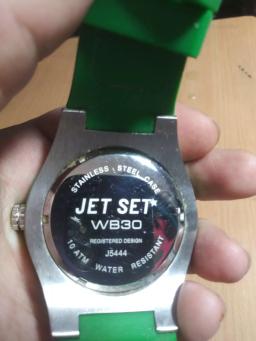 STAINLESS STEEL CASE
JET SET
WB30
REGISTERED DESIGN
J5444
10 ATM WATER RESISTANT